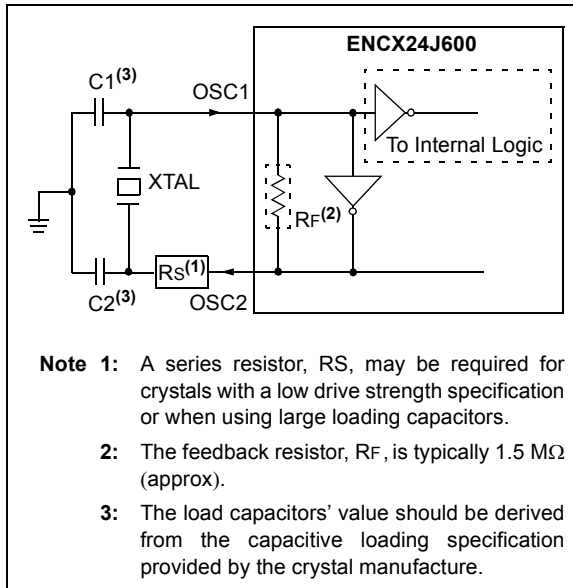 ENCX24J600
C1(3)
OSC1
To Internal Logic
XTAL
RF(2)
RS(1)
C2(3)
OSC2
Note 1: A series resistor, RS, may be required for
crystals with a low drive strength specification
or when using large loading capacitors.
2: The feedback resistor, RF, is typically 1.5 MΩ
(approx).
3: The load capacitors' value should be derived
from the capacitive loading specification
provided by the crystal manufacture.